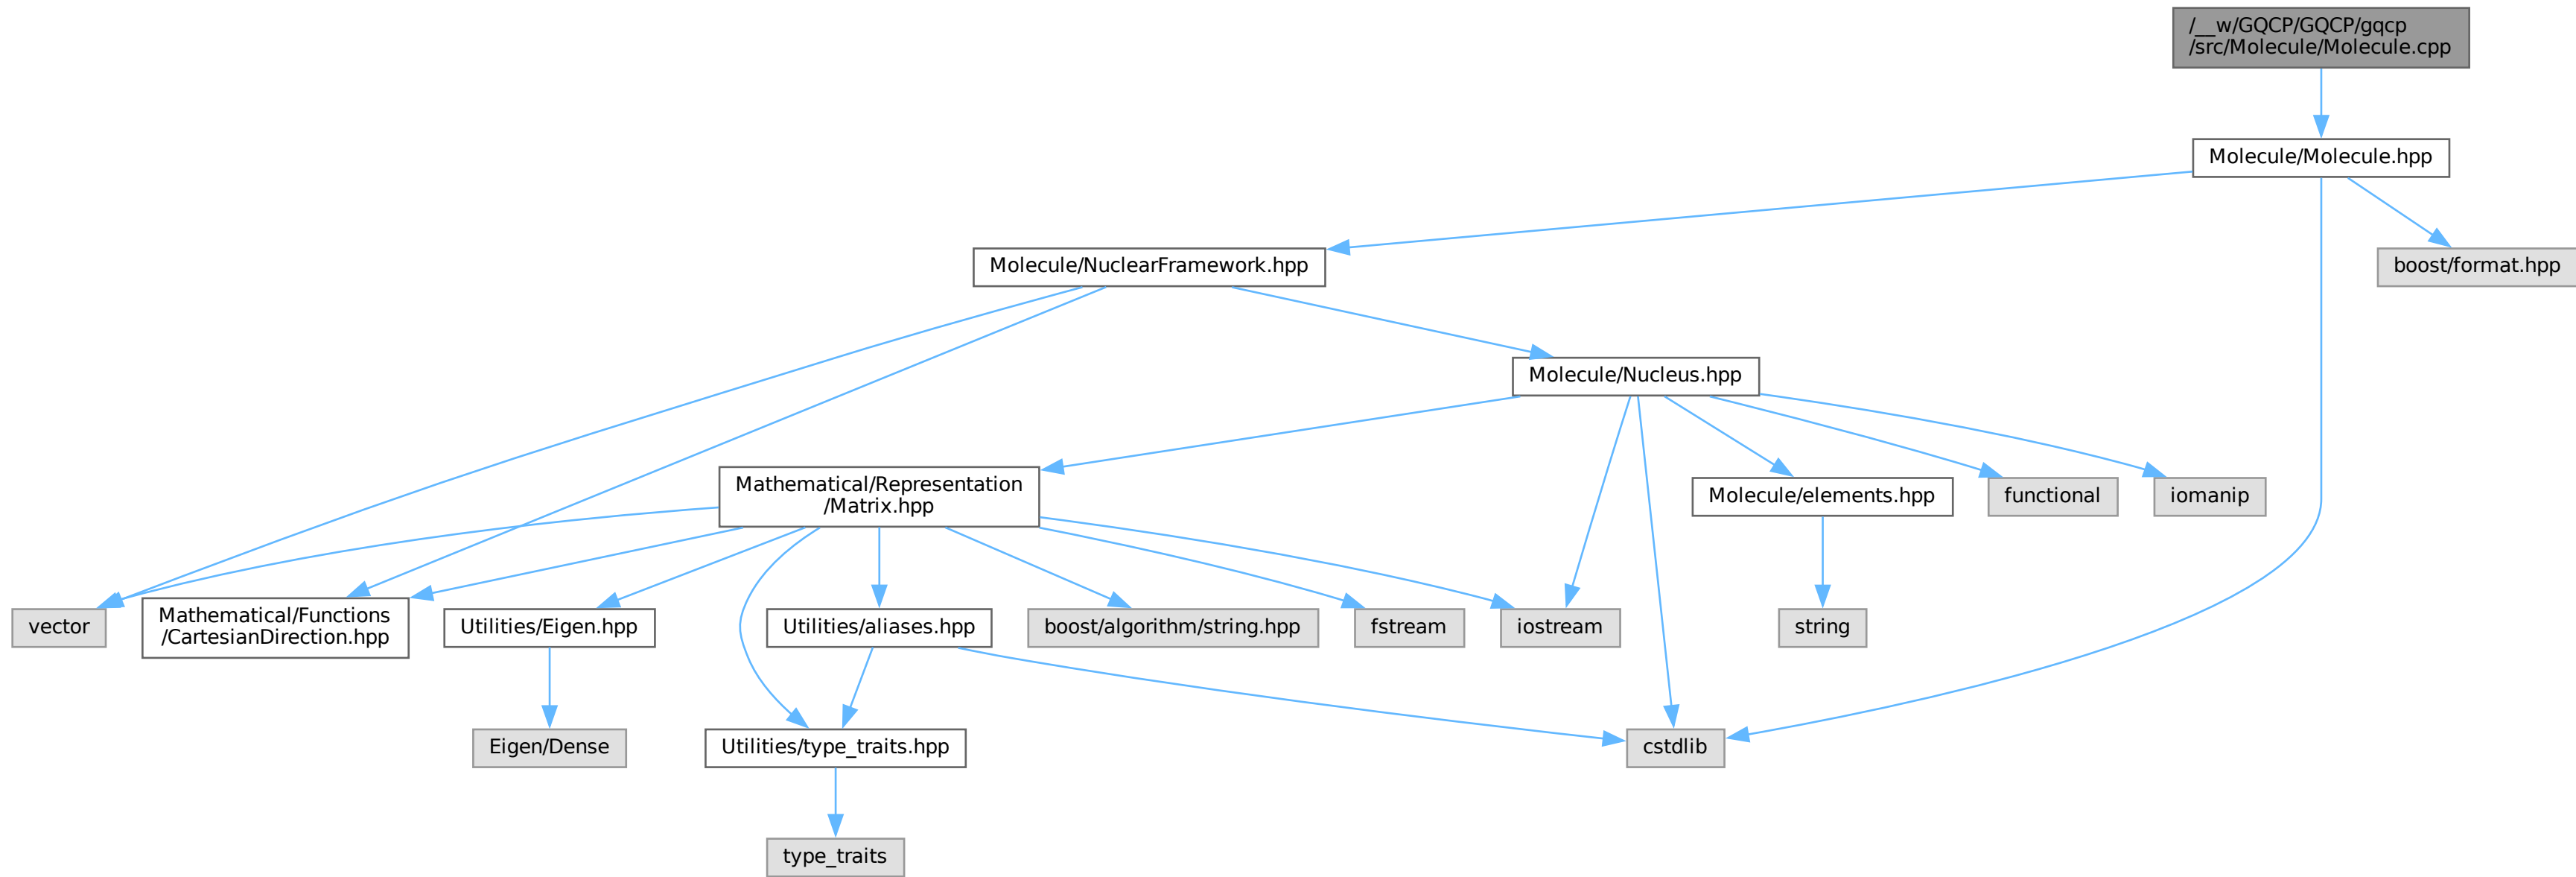 /__w/GQCP/GQCP/gqcp
/src/Molecule/Molecule.cpp
Molecule/Molecule.hpp
Molecule/NuclearFramework.hpp
boost/format.hpp
Molecule/Nucleus.hpp
Mathematical/Representation
/Matrix.hpp
Molecule/elements.hpp
functional
iomanip
vector
Mathematical/Functions
/CartesianDirection.hpp
Utilities/Eigen.hpp
Utilities/aliases.hpp
boost/algorithm/string.hpp
fstream
iostream
string
Eigen/Dense
Utilities/type_traits.hpp
cstdlib
type_traits